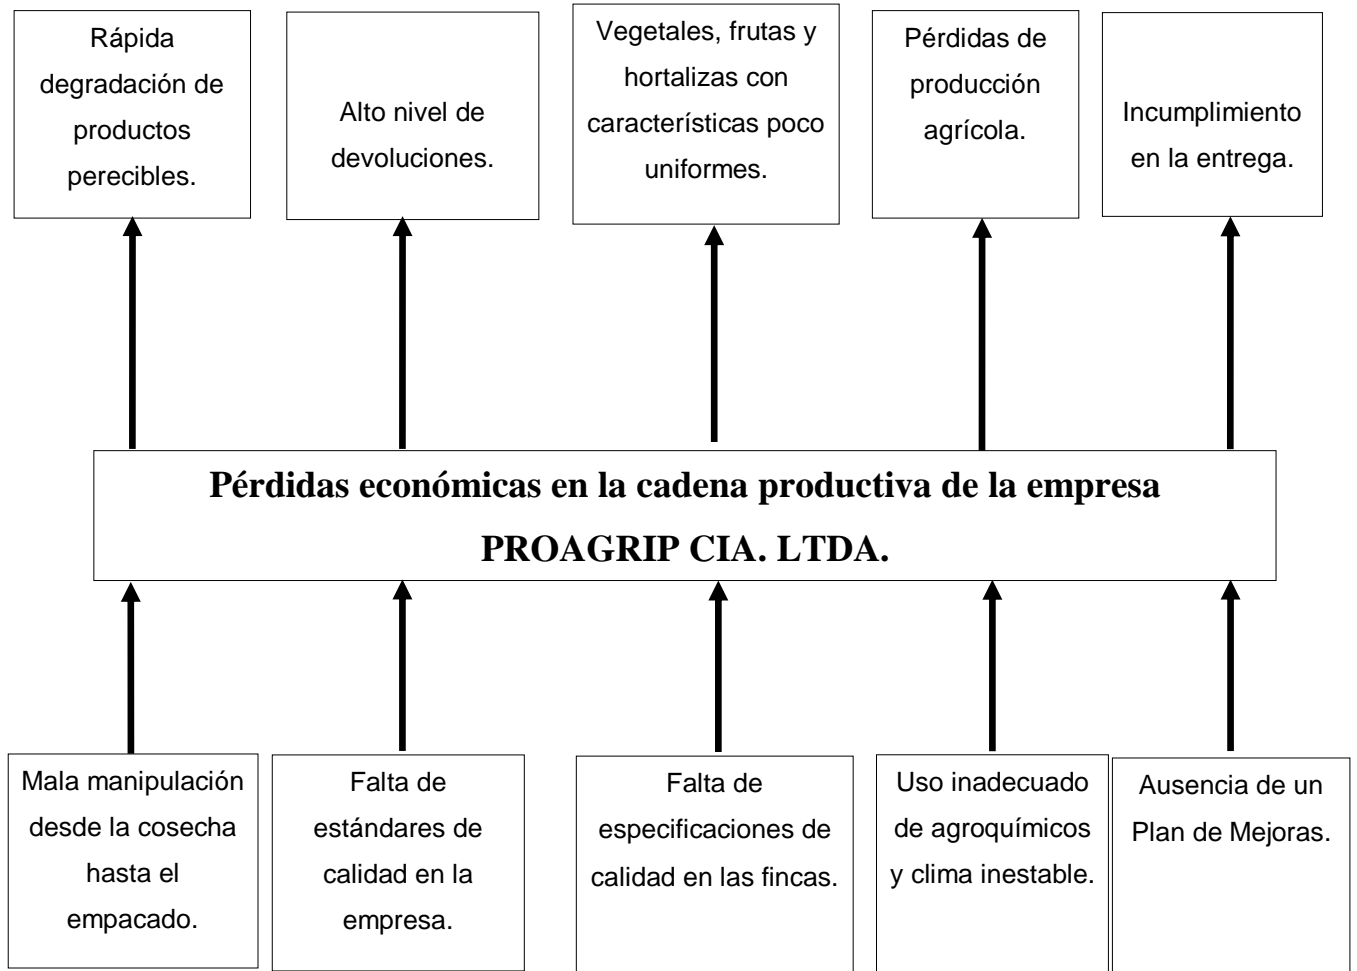 Rápida
degradación de
productos
perecibles.
Alto nivel de
devoluciones.
Vegetales, frutas y
hortalizas con
características poco
uniformes.
Pérdidas de
producción
agrícola.
Incumplimiento
en la entrega.
Pérdidas económicas en la cadena productiva de la empresa
PROAGRIP CIA. LTDA.
Mala manipulación
desde la cosecha
hasta el
empacado.
Falta de
estándares de
calidad en la
empresa.
Falta de
especificaciones de
calidad en las fincas.
Uso inadecuado
de agroquímicos
y clima inestable.
Ausencia de un
Plan de Mejoras.